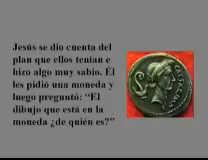 Jesús se dio cuenta del
plan que ellos tenían e
hizo algo muy sabio. Él
les pidió una moneda y
luego preguntó: “El
dibujo que está en la
moneda ¿de quién es?”